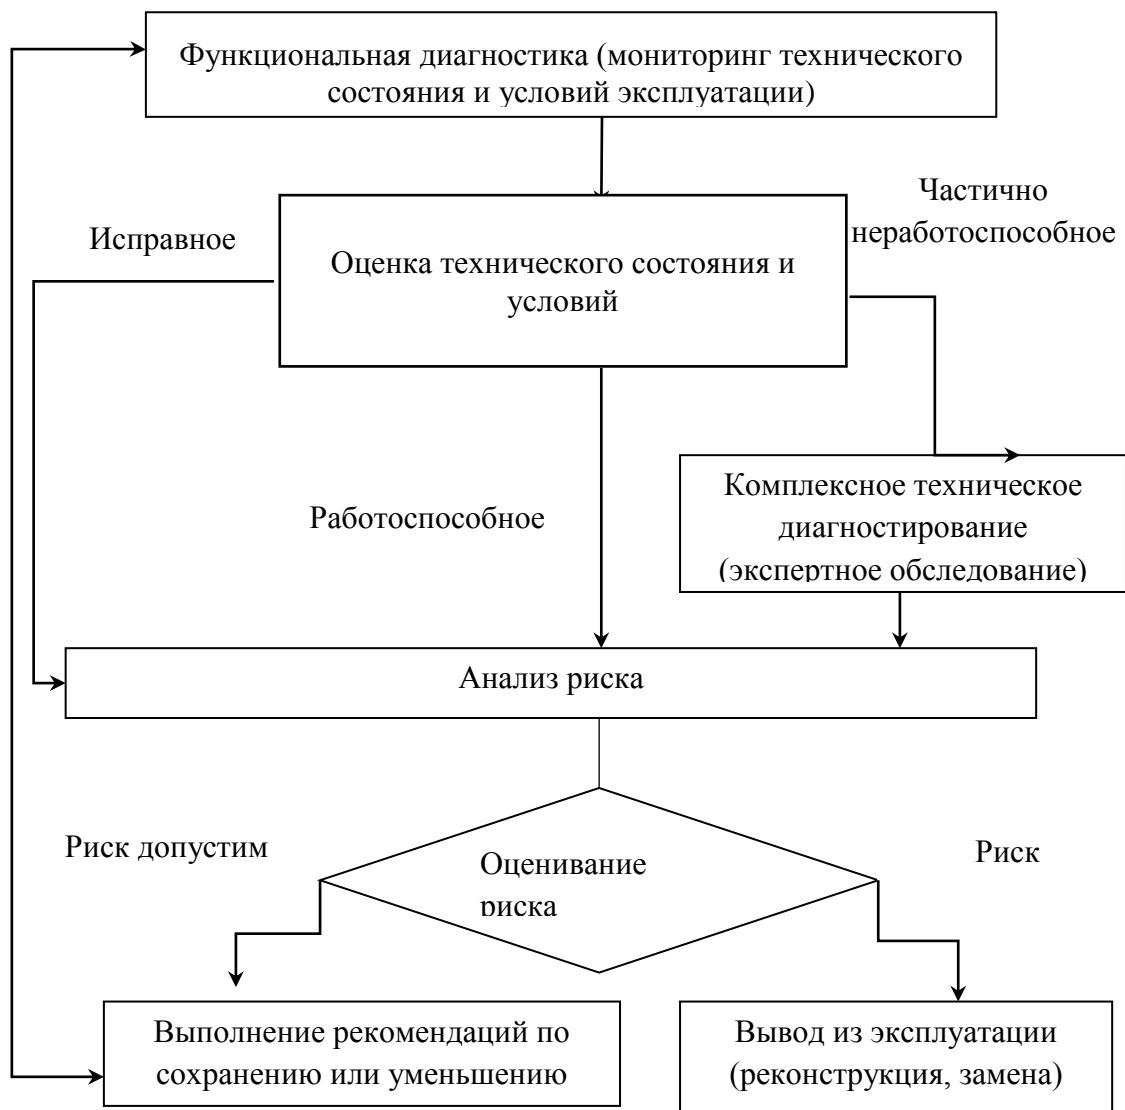 Функциональная диагностика (мониторинг технического
состояния и условий эксплуатации)
Частично
неработоспособное
Исправное
Оценка технического состояния и
условий
Комплексное техническое
диагностирование
(экспертное обследование)
Работоспособное
Анализ риска
Риск допустим
Риск
Оценивание
риска
Выполнение рекомендаций по
сохранению или уменьшению
Вывод из эксплуатации
(реконструкция, замена)